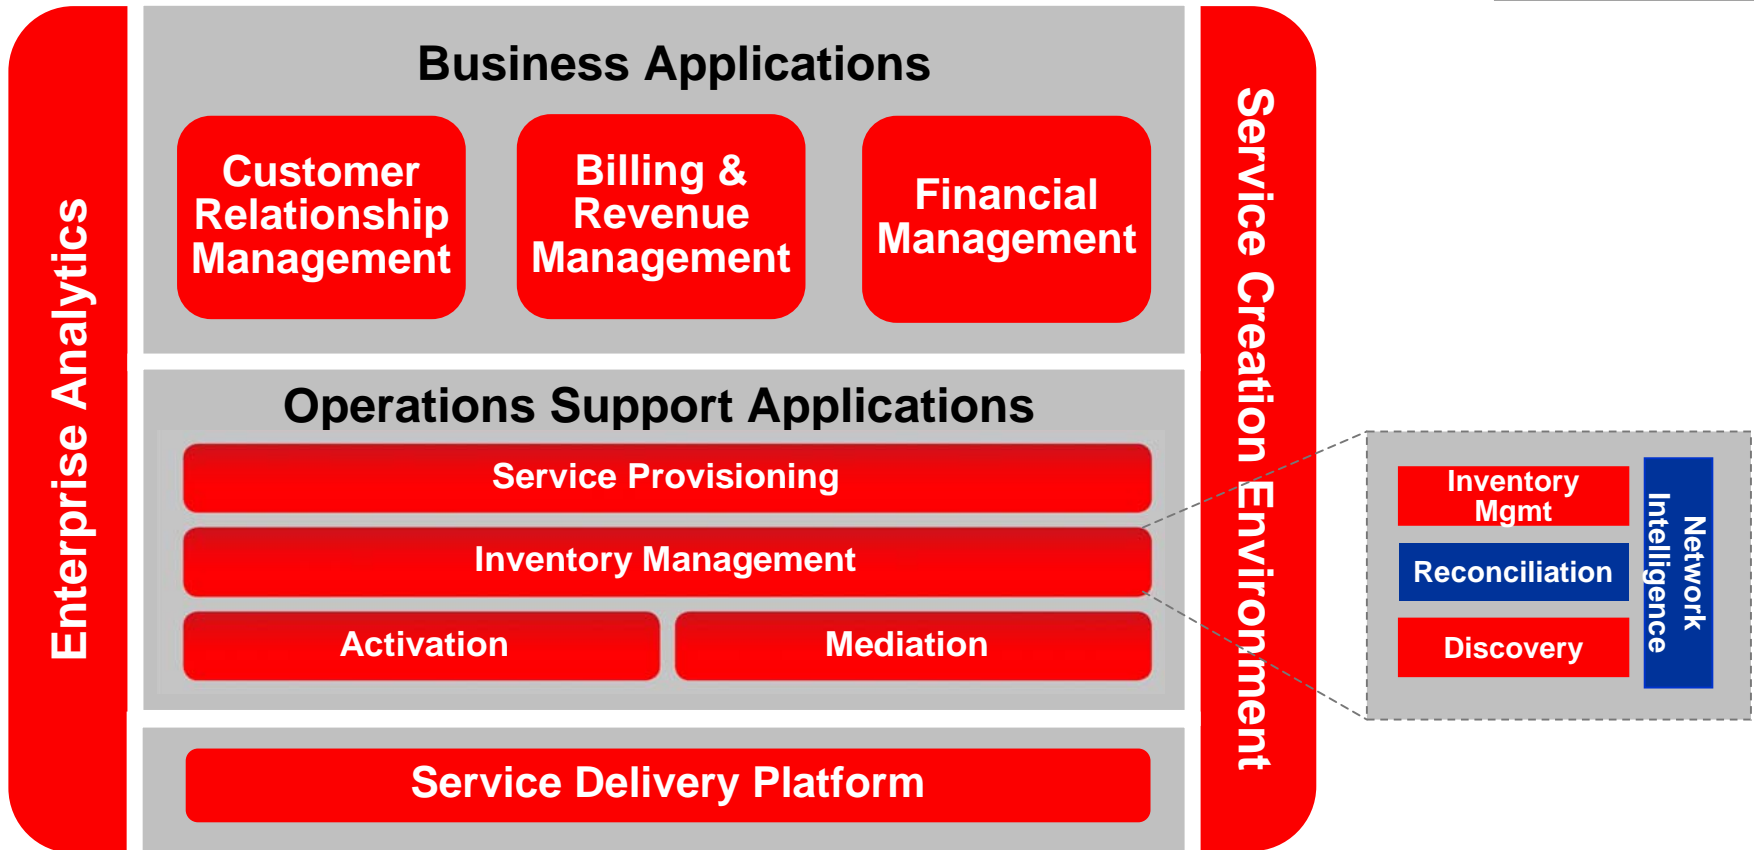 Business Applications
Customer
Relationship
Management
Billing &
Revenue
Management
Financial
Management
Enterprise Analytics
Service Creation Environment
Operations Support Applications
Service Provisioning
Inventory Management
Activation
Mediation
Service Delivery Platform
Inventory
Mgmt
Reconciliation
Discovery
Network
Intelligence